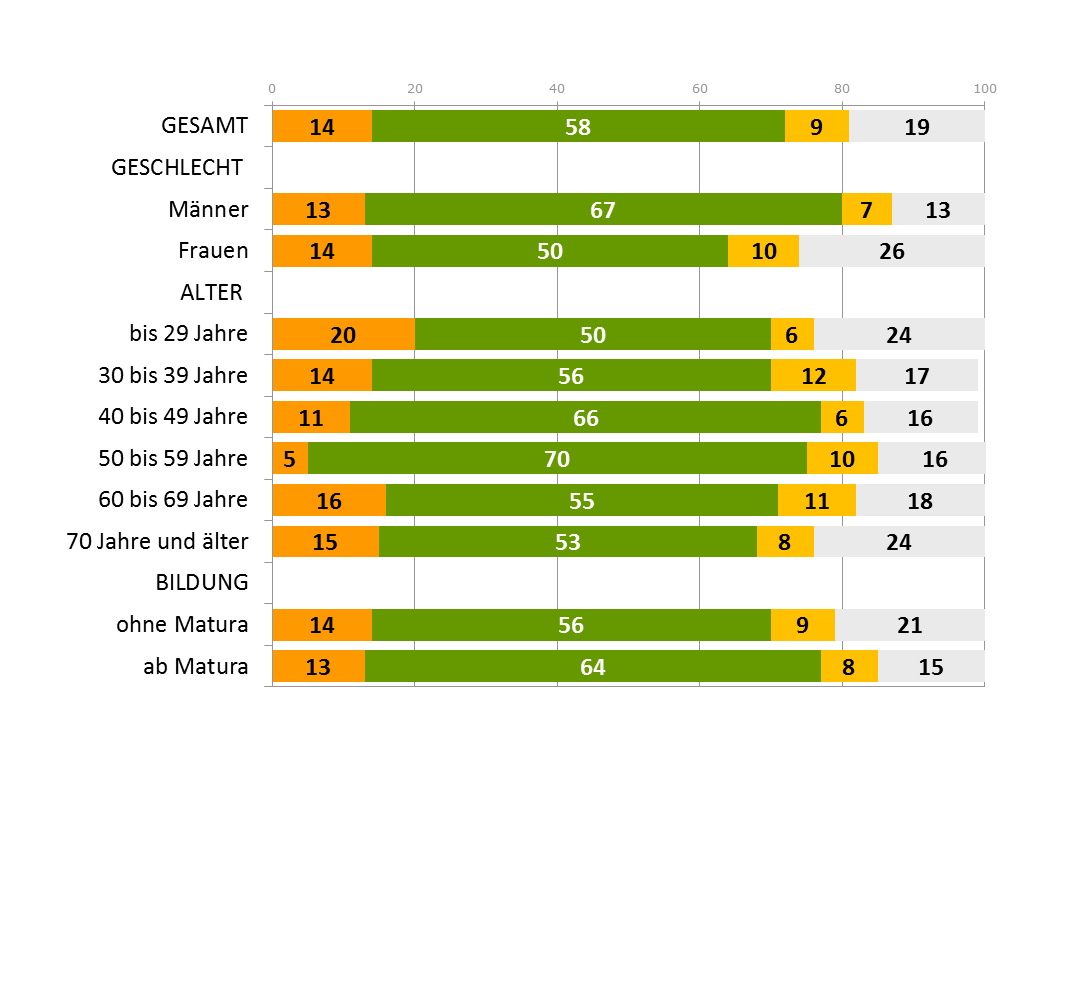 0 20 40 60 80 100
GESAMT 14 58 9 19
GESCHLECHT
Männer 13 67 7 13
Frauen 14 50 10 26
ALTER
bis 29 Jahre 20 50 6 24
30 bis 39 Jahre 14 56 12 17
40 bis 49 Jahre 11 66 6 16
50 bis 59 Jahre 5 70 10 16
60 bis 69 Jahre 16 55 11 18
70 Jahre und älter 15 53 8 24
BILDUNG
ohne Matura 14 56 9 21
ab Matura 13 64 8 15